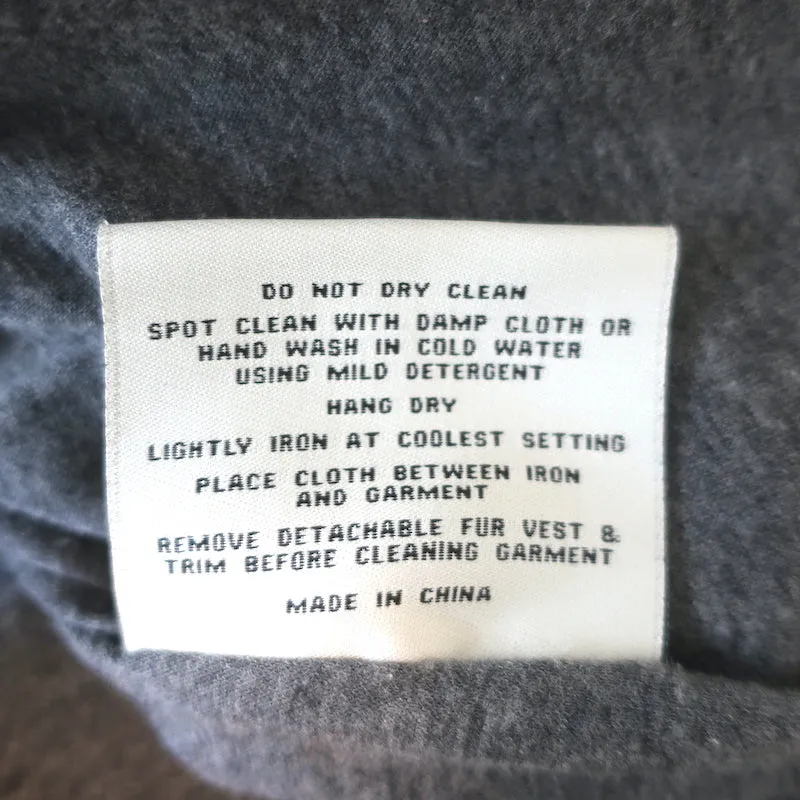 DO NOT DRY CLEAN
SPOT CLEAN WITH DAMP CLOTH OR
HAND WASH IN COLD WATER
USING MILD DETERGENT
HANG DRY
LIGHTLY IRON AT COOLEST SETTING
PLACE CLOTH BETWEEN IRON
AND GARMENT
REMOVE DETACHABLE FUR VEST &
TRIM BEFORE CLEANING GARMENT
MADE IN CHINA